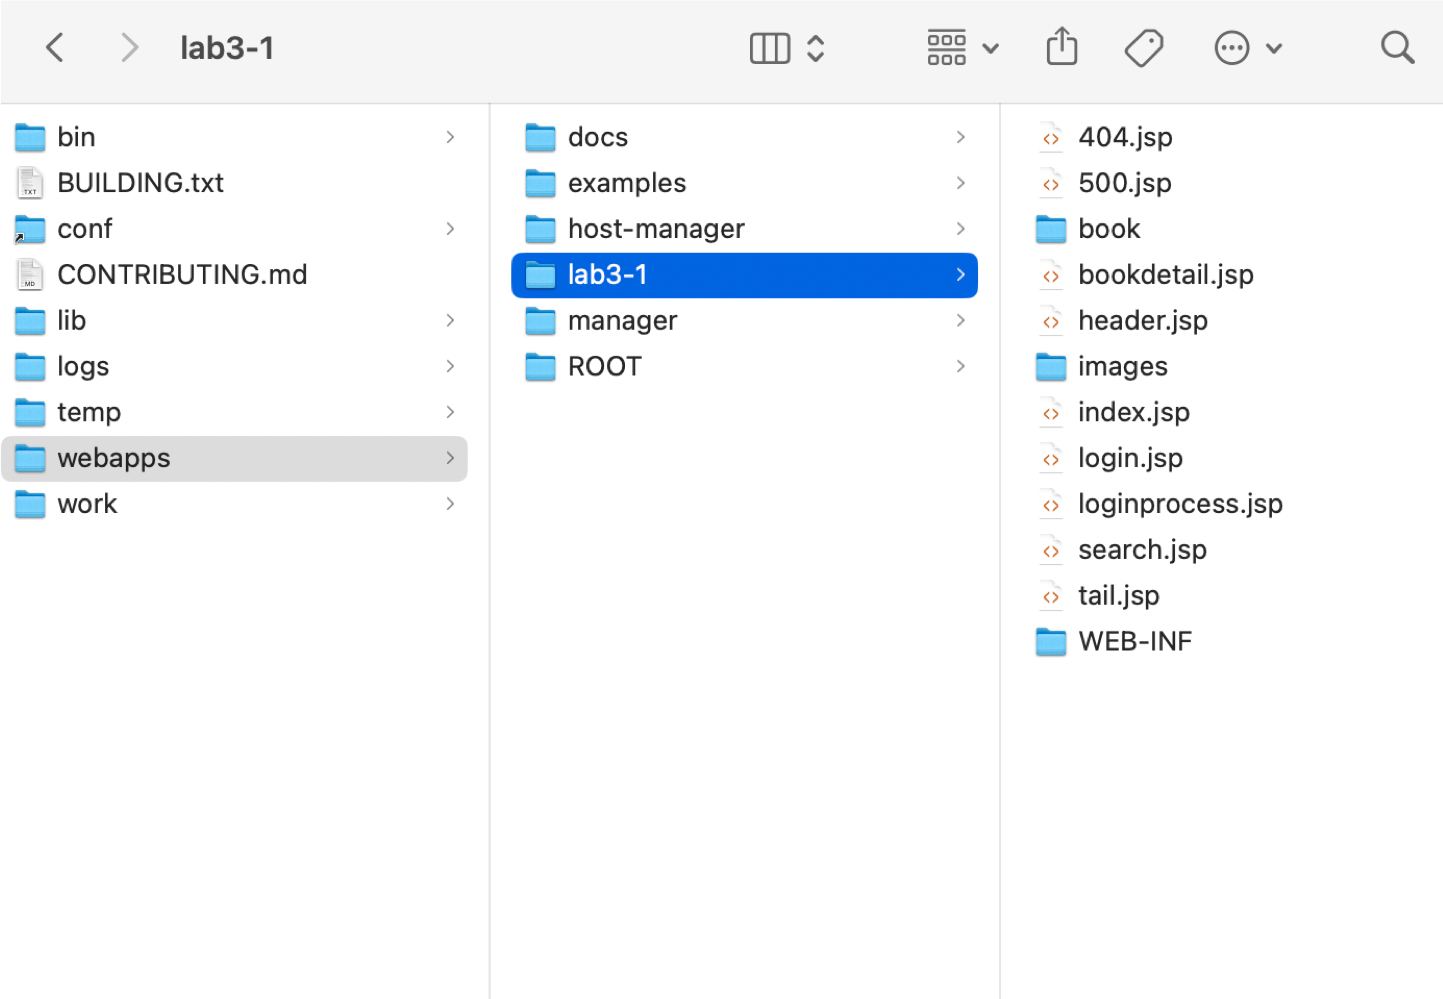 lab3-1
bin
BUILDING.txt
conf
CONTRIBUTING.md
lib
logs
temp
webapps
work
docs
examples
host-manager
lab3-1
manager
ROOT
404.jsp
500.jsp
book
bookdetail.jsp
header.jsp
images
index.jsp
login.jsp
loginprocess.jsp
search.jsp
tail.jsp
WEB-INF
TXT
MD